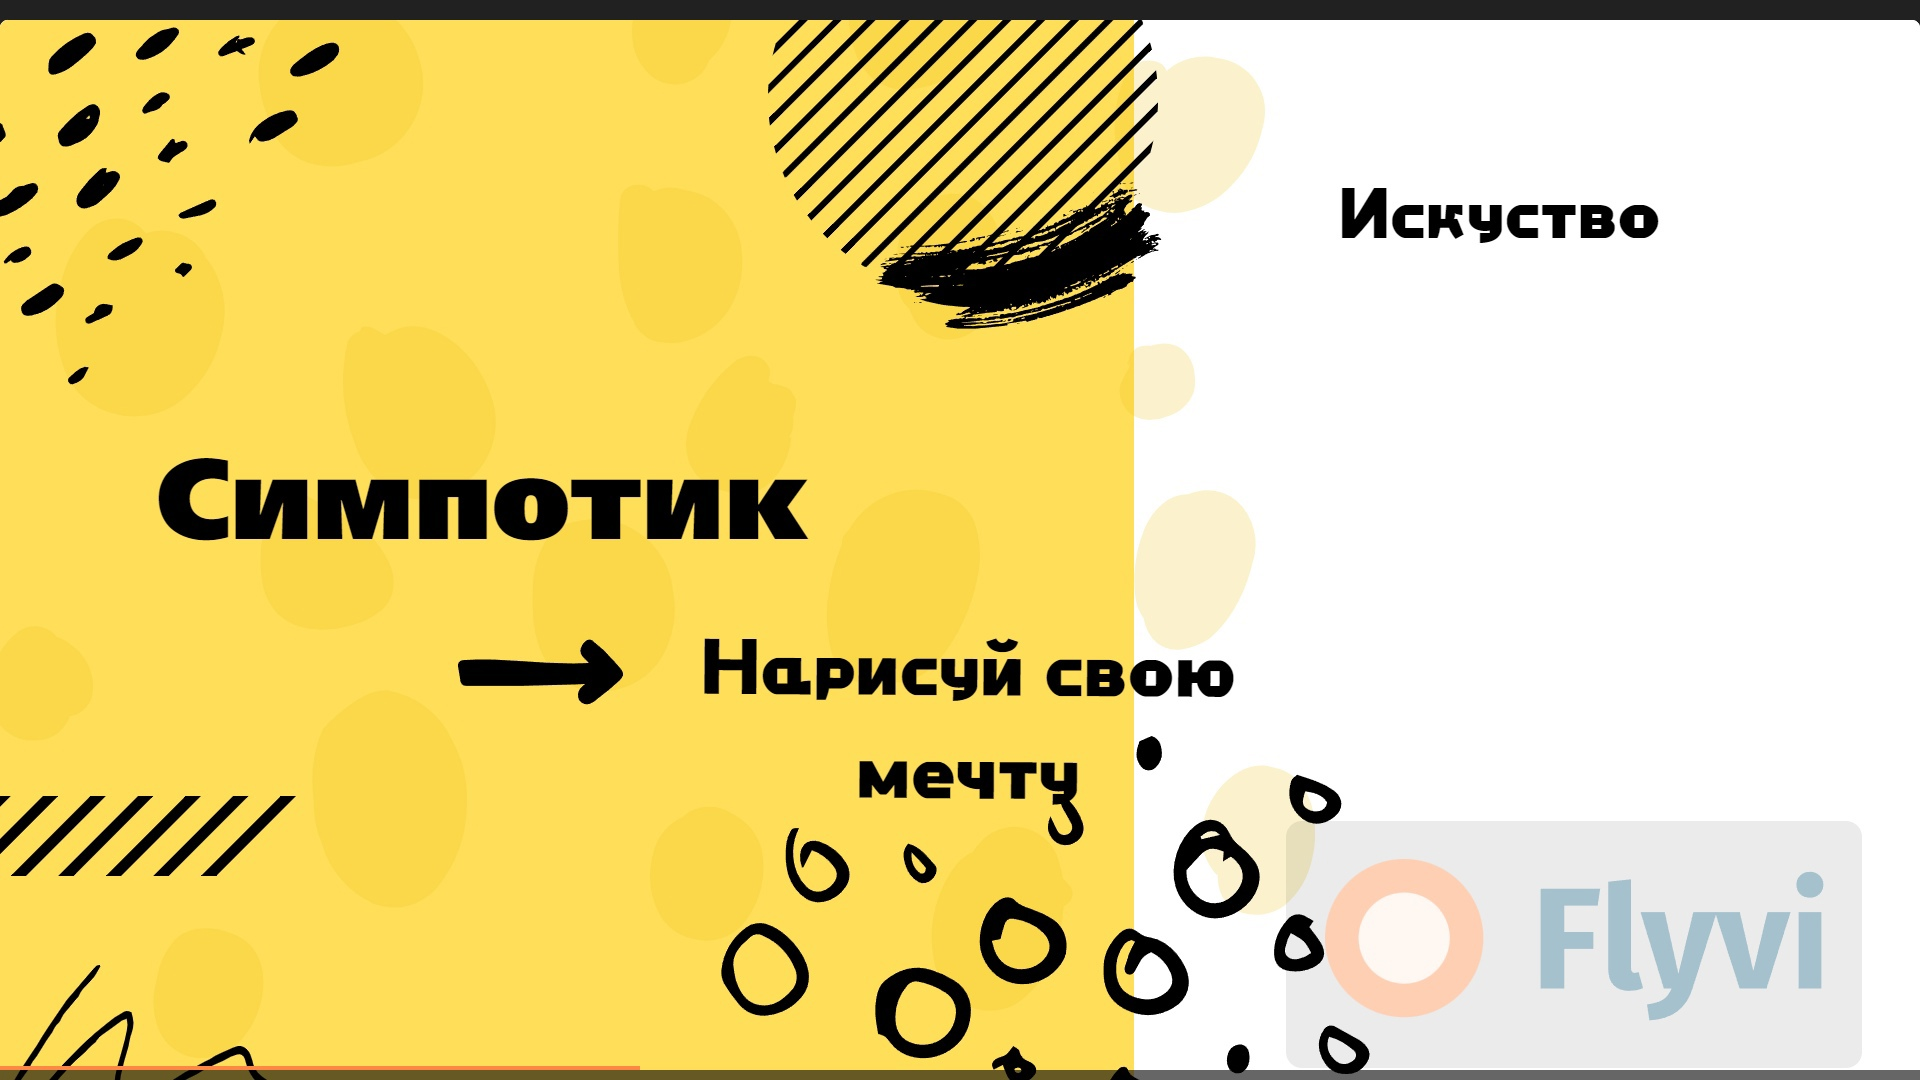 Искуство
Симпотик
Нарисуй свою
мечту
Flyvi